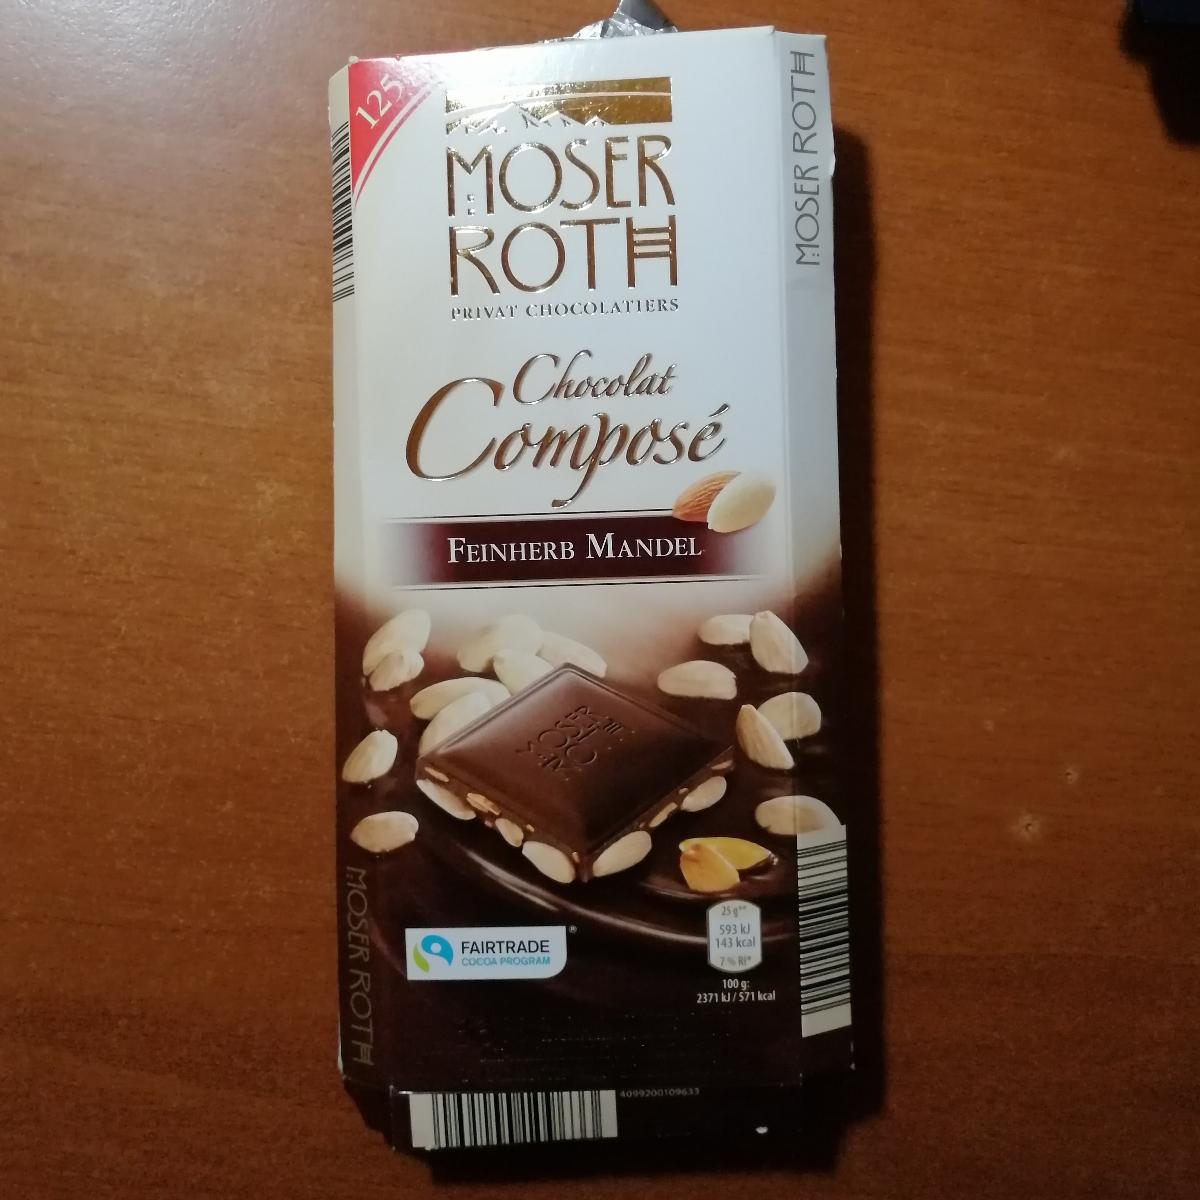 125
MOSER
ROTH
PRIVAT CHOCOLATIERS
Chocolat
Composé
FEINHERB MANDEL
MOSER ROTH
MOSER
ROTH
FAIRTRADE
COCOA PROGRAM
®
25 g**
593 kJ
143 kcal
7 % RI*
100 g:
2371 kJ / 571 kcal
MOSER ROTH
4099200109633